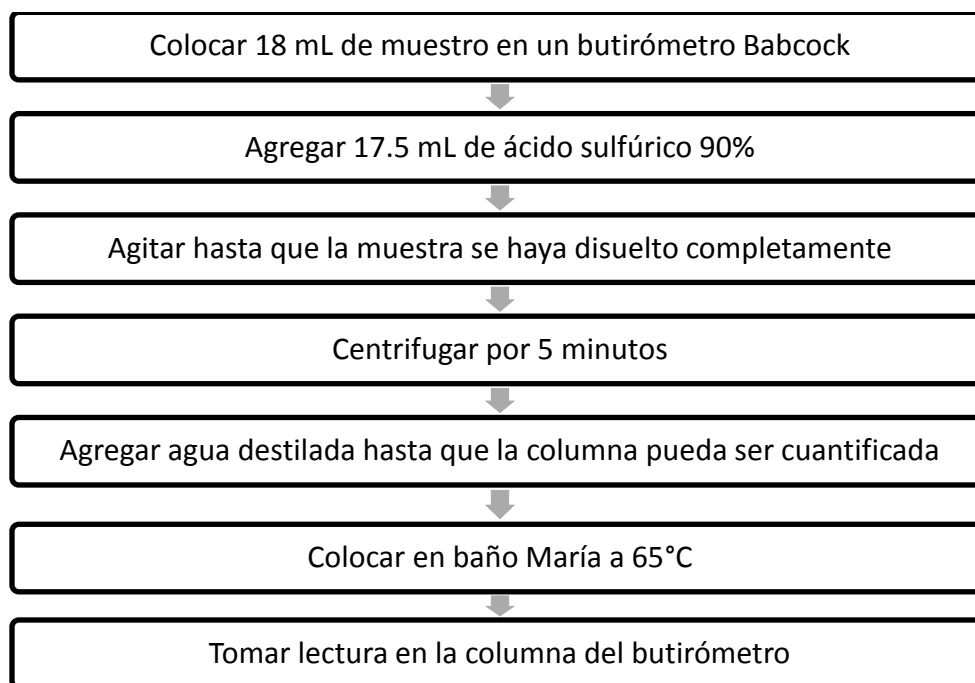 Colocar 18 mL de muestro en un butirómetro Babcock
Agregar 17.5 mL de ácido sulfúrico 90%
Agitar hasta que la muestra se haya disuelto completamente
Centrifugar por 5 minutos
Agregar agua destilada hasta que la columna pueda ser cuantificada
Colocar en baño María a 65°C
Tomar lectura en la columna del butirómetro